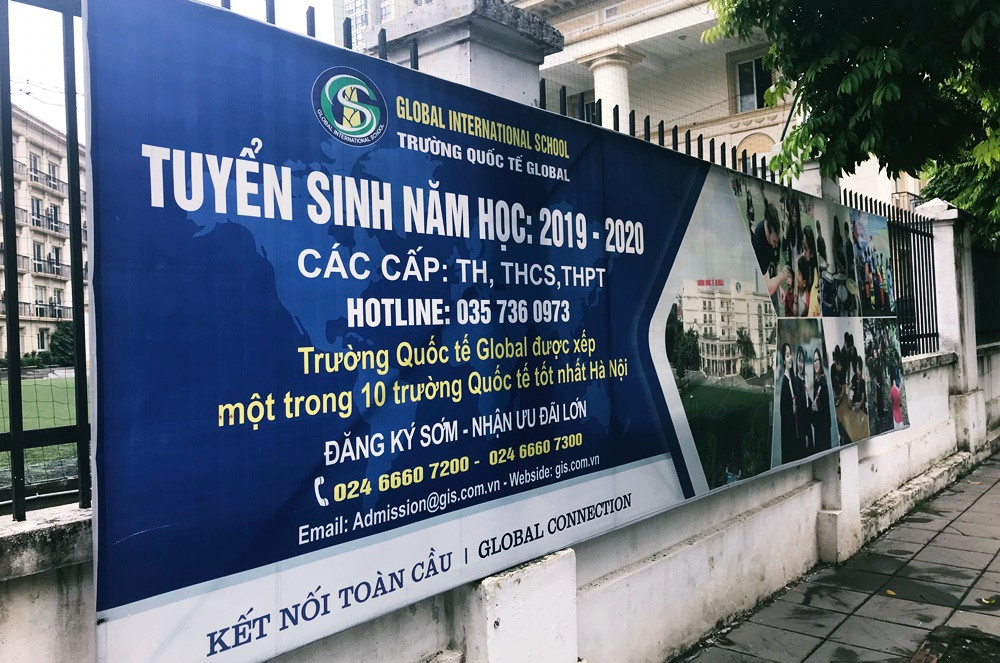 GLOBAL INTERNATIONAL SCHOOL
GLOBAL INTERNATIONAL SCHOOL
TRƯỜNG QUỐC TẾ GLOBAL
TUYỂN SINH NĂM HỌC: 2019 - 2020
CÁC CẤP: TH, THCS,THPT
HOTLINE: 035 736 0973
Trường Quốc tế Global được xếp
một trong 10 trường Quốc tế tốt nhất Hà Nội
ĐĂNG KÝ SỚM - NHẬN ƯU ĐÃI LỚN
024 6660 7200 - 024 6660 7300
Email: Admission@gis.com.vn - Webside: gis.com.vn
KẾT NỐI TOÀN CẦU | GLOBAL CONNECTION